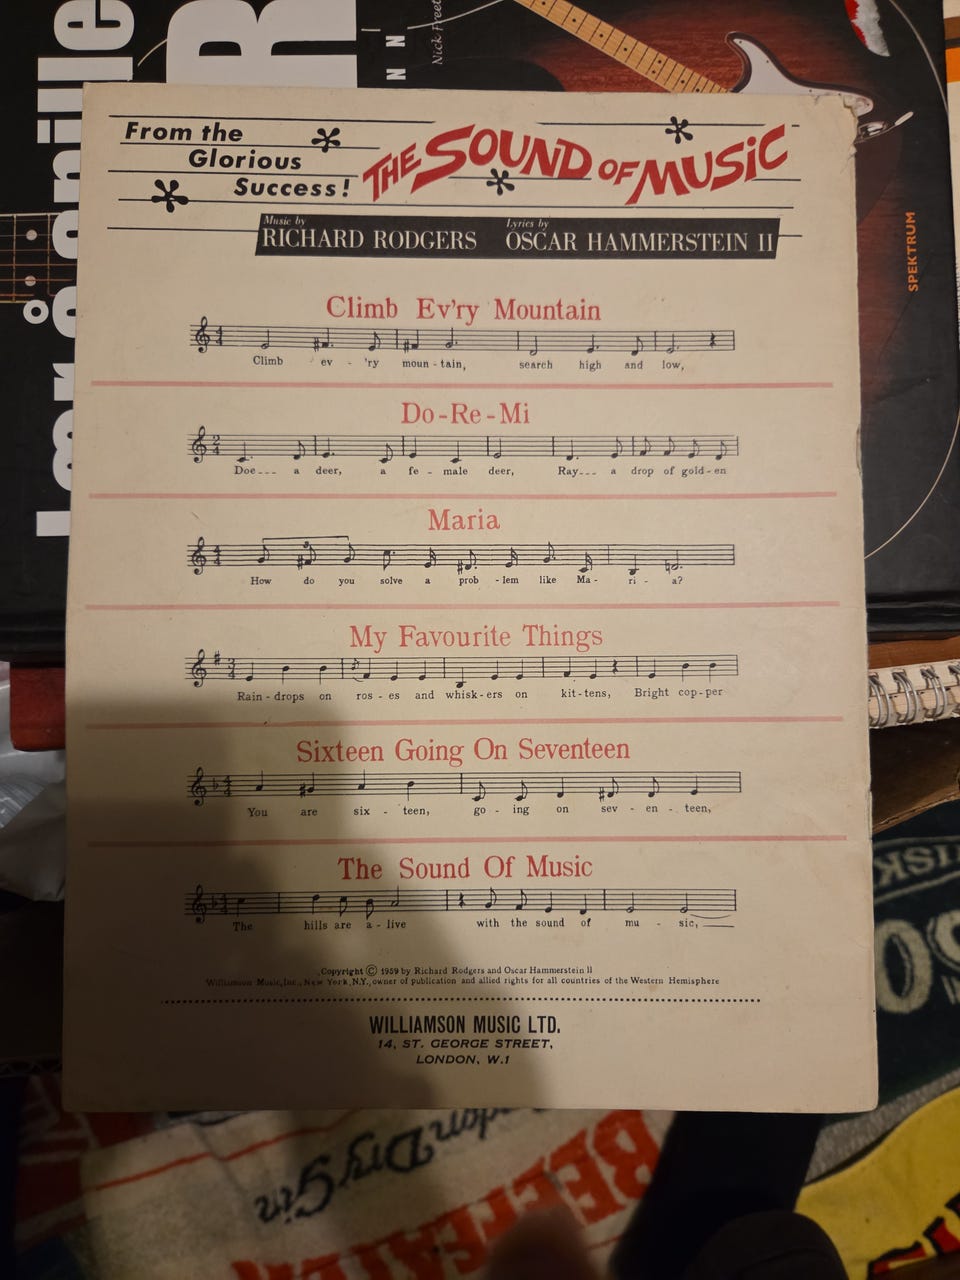 Nick Freet
SPEKTRUM
From the
Glorious
Success!
THE SOUND OF MUSIC
Music by
RICHARD RODGERS
Lyrics by
OSCAR HAMMERSTEIN II
Climb Ev'ry Mountain
Climb ev - 'ry moun - tain, search high and low,
Do-Re-Mi
Doe--- a deer, a fe - male deer, Ray--- a drop of gold-en
Maria
How do you solve a prob - lem like Ma - ri - a?
My Favourite Things
Rain-drops on ros - es and whisk-ers on kit-tens, Bright cop-per
Sixteen Going On Seventeen
You are six - teen, go - ing on sev - en - teen,
The Sound Of Music
The hills are a - live with the sound of mu - sic,
Copyright © 1959 by Richard Rodgers and Oscar Hammerstein II
Williamson Music, Inc., New York, N.Y., owner of publication and allied rights for all countries of the Western Hemisphere
WILLIAMSON MUSIC LTD.
14, ST. GEORGE STREET,
LONDON, W.1
Dry Gin
BEEFEATER